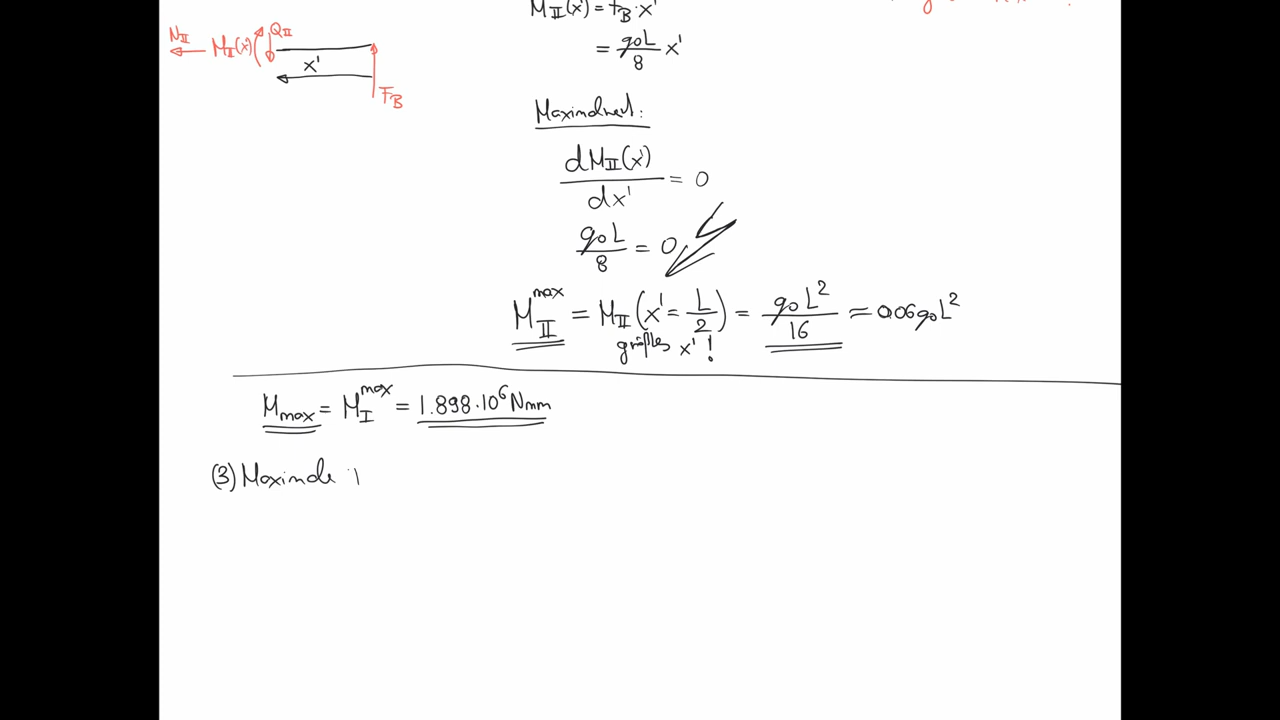 M_II(x') = F_B · x'
N_II M_II(x') Q_II
= q₀L/8 x'
x'
F_B
Maximalwert:
dM_II(x')/dx' = 0
q₀L/8 = 0
M_II^max = M_II(x' = L/2) = q₀L²/16 ≈ 0.06q₀L²
größtes x'!
M_max = M_I^max = 1.898·10⁶ Nmm
(3) Maximale